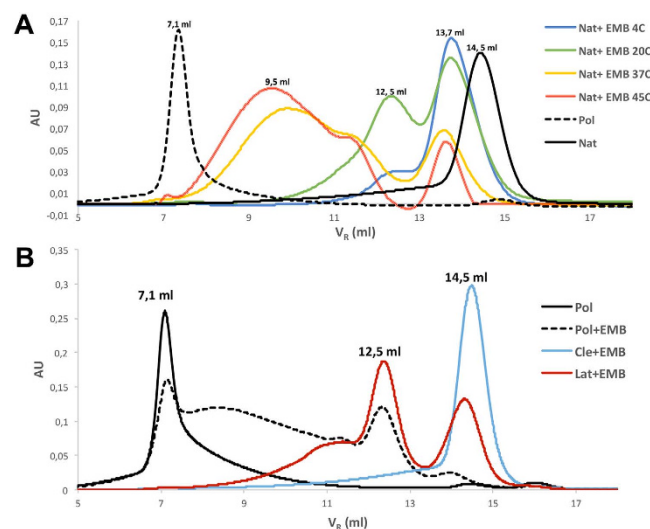 A
0,17
0,15
0,13
0,11
0,09
0,07
0,05
0,03
0,01
-0,01
AU
7,1 ml
9,5 ml
12, 5 ml
13,7 ml
14, 5 ml
Nat+ EMB 4C
Nat+ EMB 20C
Nat+ EMB 37C
Nat+ EMB 45C
Pol
Nat
5 7 9 11 13 15 17
VR (ml)
B
0,35
0,3
0,25
0,2
0,15
0,1
0,05
0
AU
7,1 ml
12,5 ml
14,5 ml
Pol
Pol+EMB
Cle+EMB
Lat+EMB
5 7 9 11 13 15 17
VR (ml)